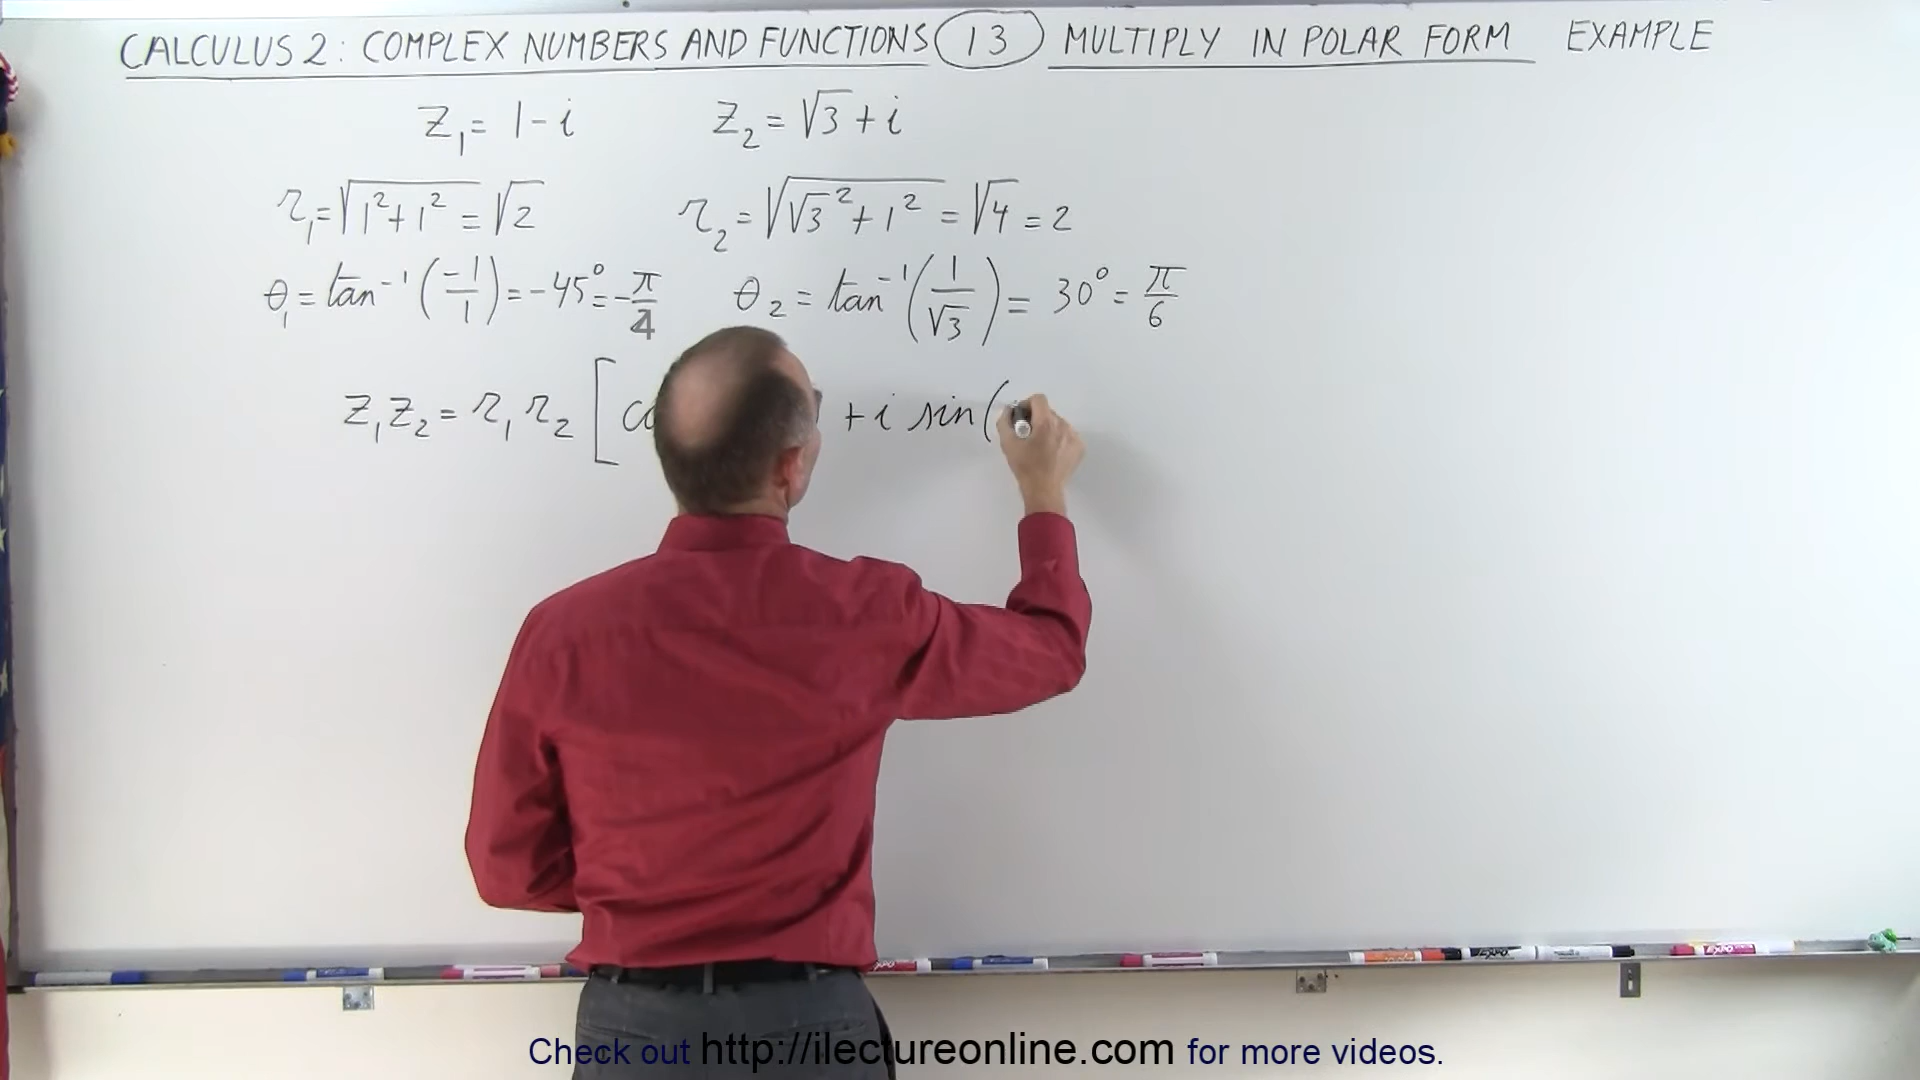 CALCULUS 2: COMPLEX NUMBERS AND FUNCTIONS 13 MULTIPLY IN POLAR FORM EXAMPLE
z₁ = 1 - i z₂ = √3 + i
r₁ = √(1² + 1²) = √2 r₂ = √(√3² + 1²) = √4 = 2
θ₁ = tan⁻¹(-1/1) = -45° = -π/4 θ₂ = tan⁻¹(1/√3) = 30° = π/6
z₁z₂ = r₁r₂ [ + i sin(
Check out http://ilectureonline.com for more videos.